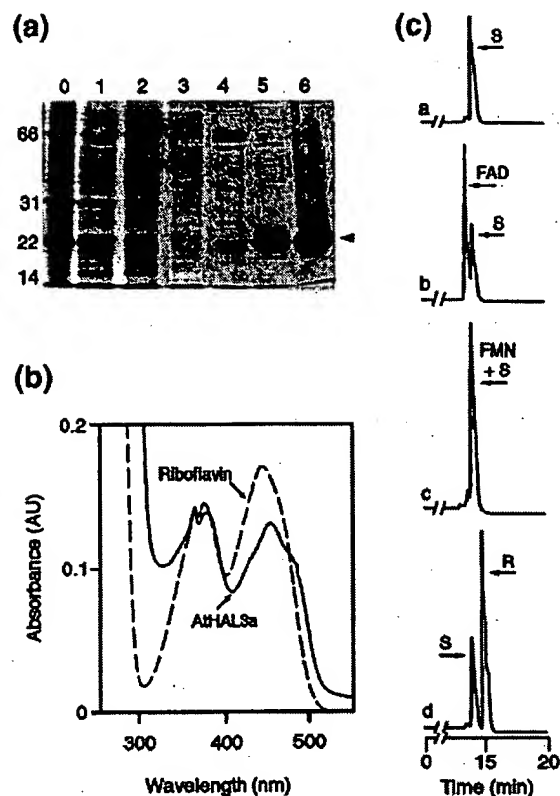 (a)
0 1 2 3 4 5 6
66
31
22
14
(b)
0.2
0.1
0
Absorbance (AU)
Riboflavin
AtHAL3a
300 400 500
Wavelength (nm)
(c)
S
a
FAD
S
b
FMN
+ S
c
R
S
d
0 15 20
Time (min)